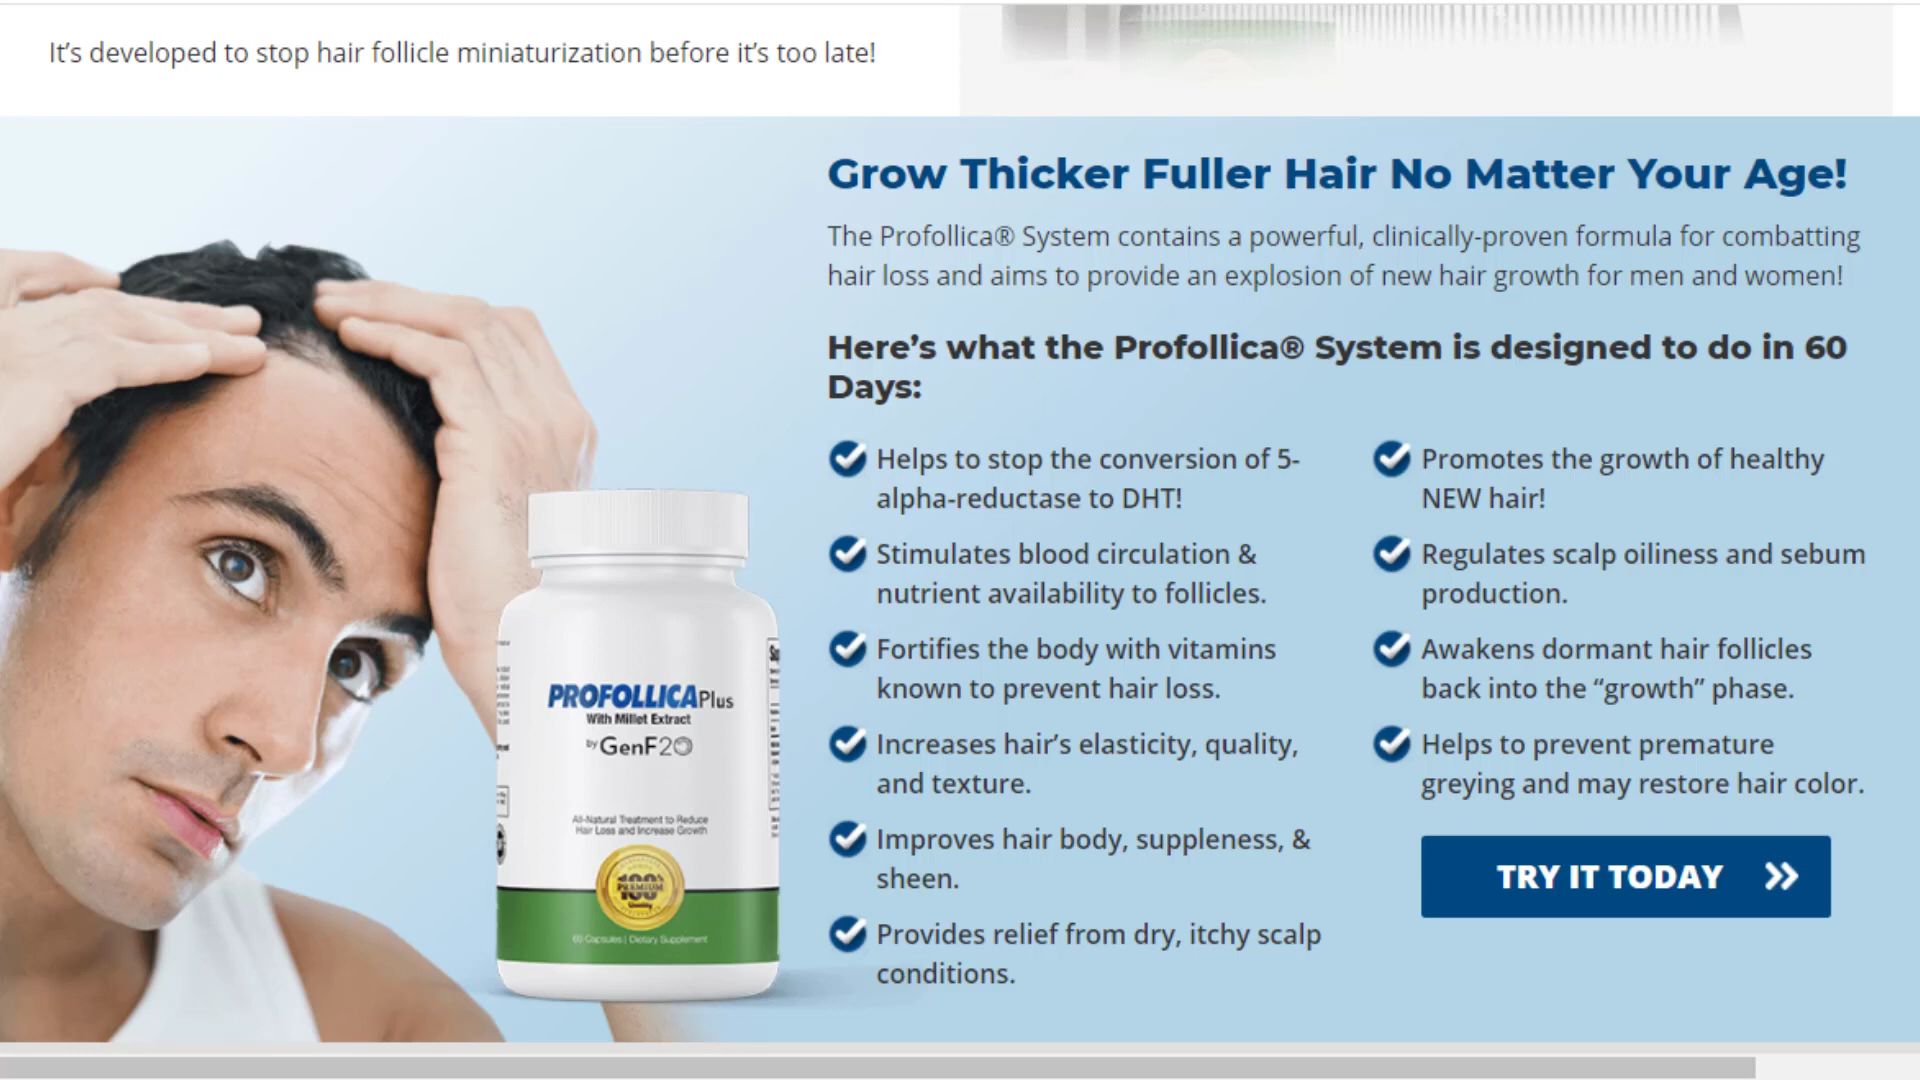 It’s developed to stop hair follicle miniaturization before it’s too late!
Grow Thicker Fuller Hair No Matter Your Age!
The Profollica® System contains a powerful, clinically-proven formula for combatting
hair loss and aims to provide an explosion of new hair growth for men and women!
Here’s what the Profollica® System is designed to do in 60
Days:
Helps to stop the conversion of 5-
alpha-reductase to DHT!
Stimulates blood circulation &
nutrient availability to follicles.
Fortifies the body with vitamins
known to prevent hair loss.
Increases hair’s elasticity, quality,
and texture.
Improves hair body, suppleness, &
sheen.
Provides relief from dry, itchy scalp
conditions.
Promotes the growth of healthy
NEW hair!
Regulates scalp oiliness and sebum
production.
Awakens dormant hair follicles
back into the “growth” phase.
Helps to prevent premature
greying and may restore hair color.
TRY IT TODAY
PROFOLLICA Plus
With Millet Extract
by GenF20
All-Natural Treatment to Reduce
Hair Loss and Increase Growth
100%
PREMIUM
Quality
60 Capsules | Dietary Supplement